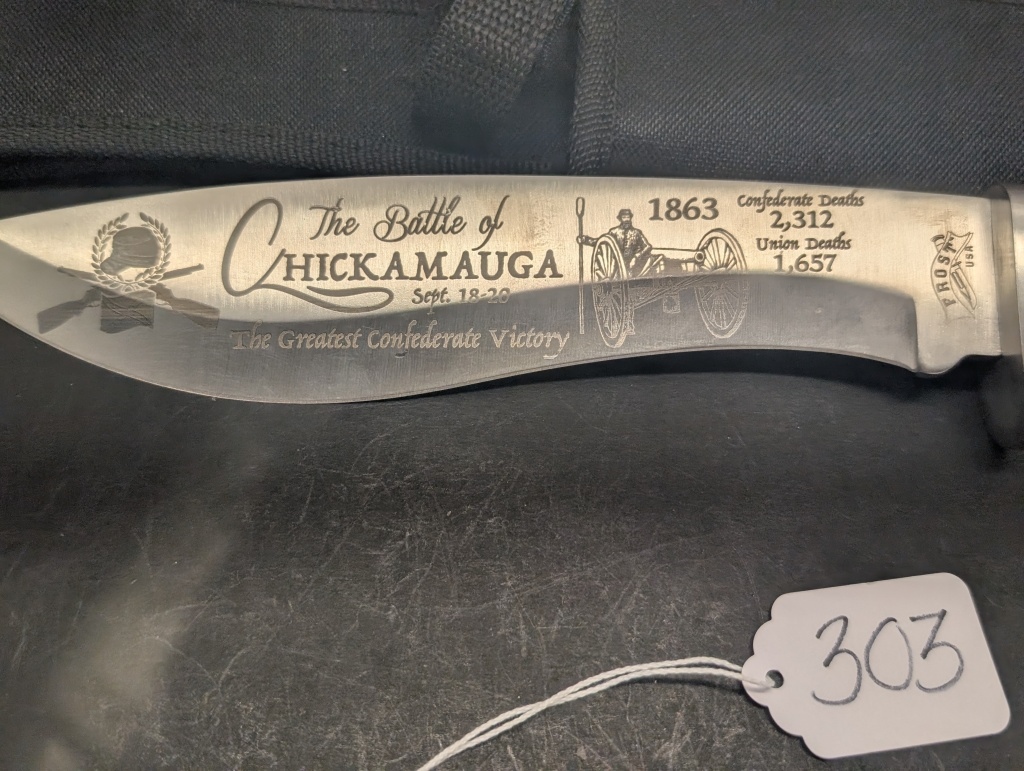 The Battle of
CHICKAMAUGA
Sept. 18-20
The Greatest Confederate Victory
1863
Confederate Deaths
2,312
Union Deaths
1,657
FROST
USA
303